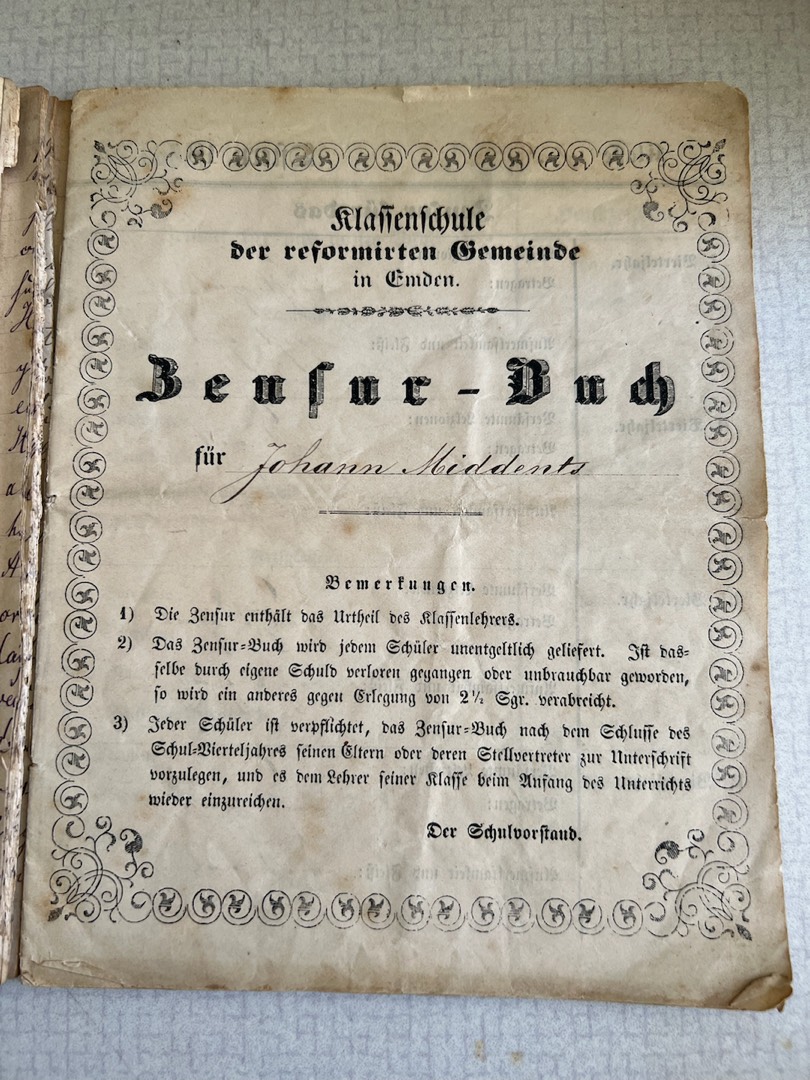 Klassenschule
der reformirten Gemeinde
in Emden.
Zensur-Buch
für Johann Middents
Bemerkungen.
1) Die Zensur enthält das Urtheil des Klassenlehrers.
2) Das Zensur-Buch wird jedem Schüler unentgeltlich geliefert. Ist das-
selbe durch eigene Schuld verloren gegangen oder unbrauchbar geworden,
so wird ein anderes gegen Erlegung von 2½ Sgr. verabreicht.
3) Jeder Schüler ist verpflichtet, das Zensur-Buch nach dem Schlusse des
Schul-Vierteljahres seinen Eltern oder deren Stellvertreter zur Unterschrift
vorzulegen, und es dem Lehrer seiner Klasse beim Anfang des Unterrichts
wieder einzureichen.
Der Schulvorstand.